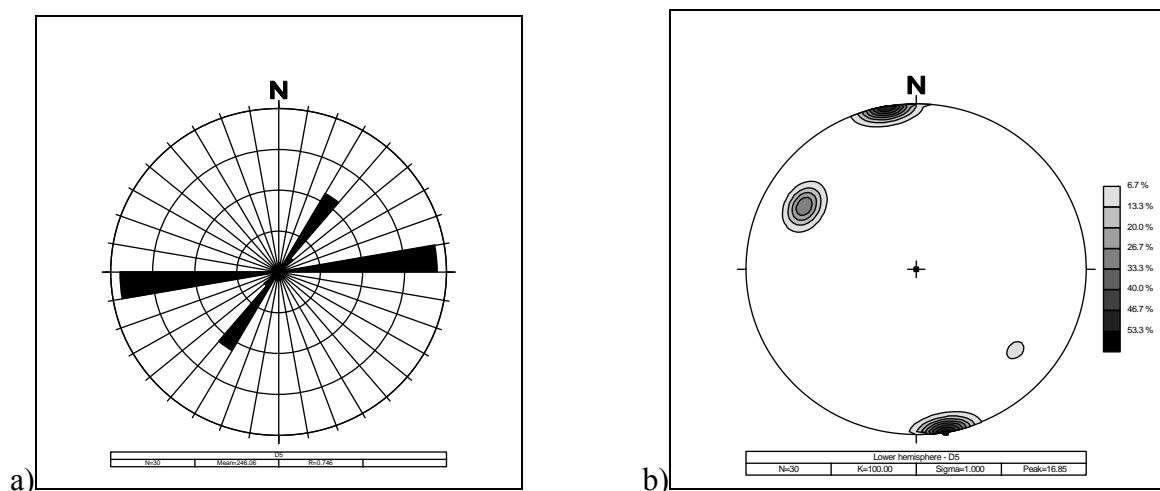 N
D5
N=30 Mean=246.06 R=0.746
a)
N
6.7 %
13.3 %
20.0 %
26.7 %
33.3 %
40.0 %
46.7 %
53.3 %
Lower hemisphere - D5
N=30 K=100.00 Sigma=1.000 Peak=16.85
b)